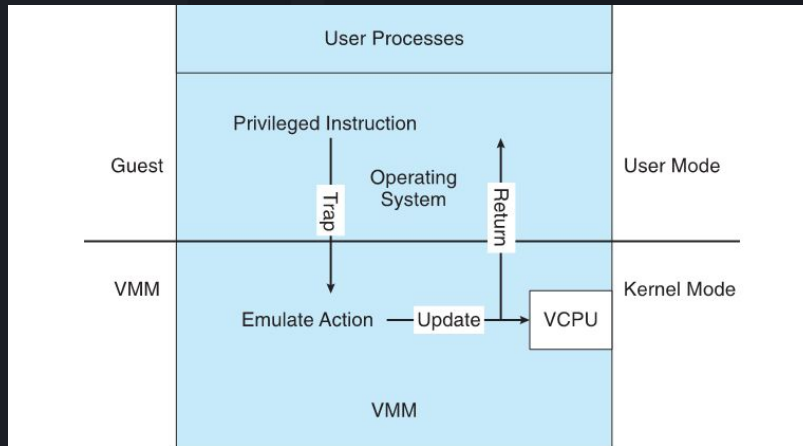 User Processes
Privileged Instruction
Guest
Operating
System
User Mode
Trap
Return
VMM
Kernel Mode
Emulate Action
Update
VCPU
VMM